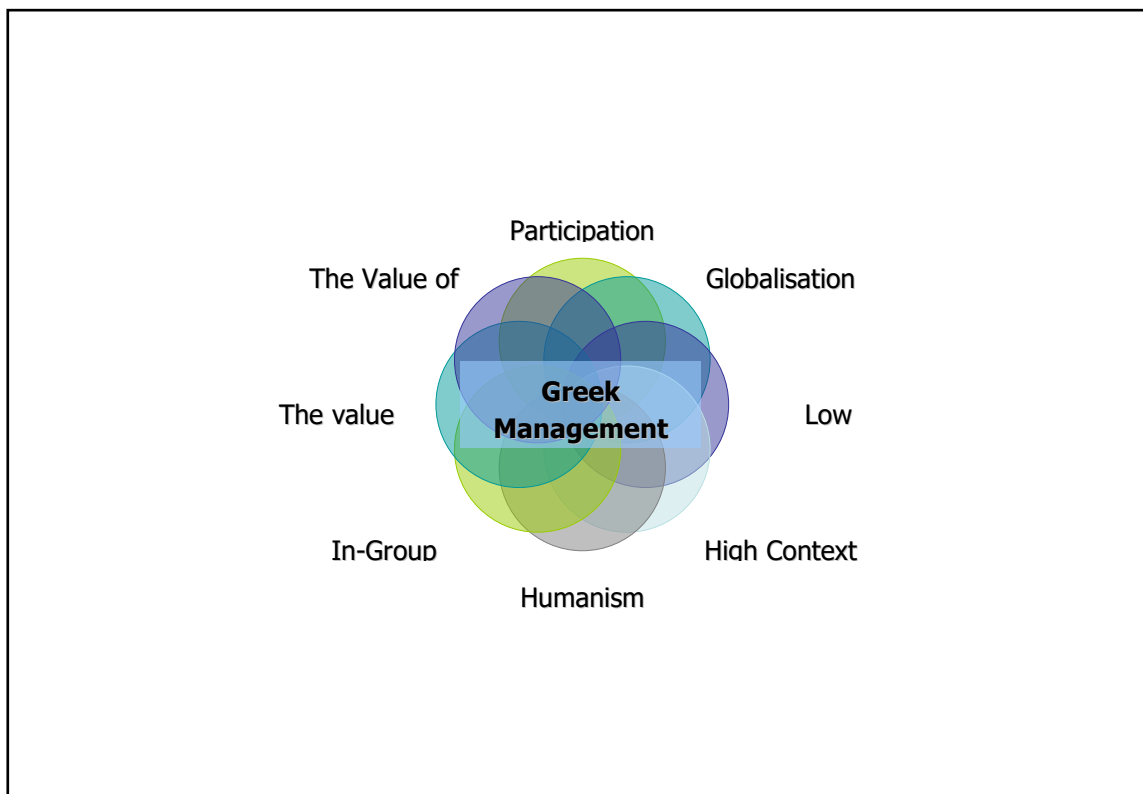 Participation
The Value of
Globalisation
Greek
Management
The value
Low
In-Group
High Context
Humanism